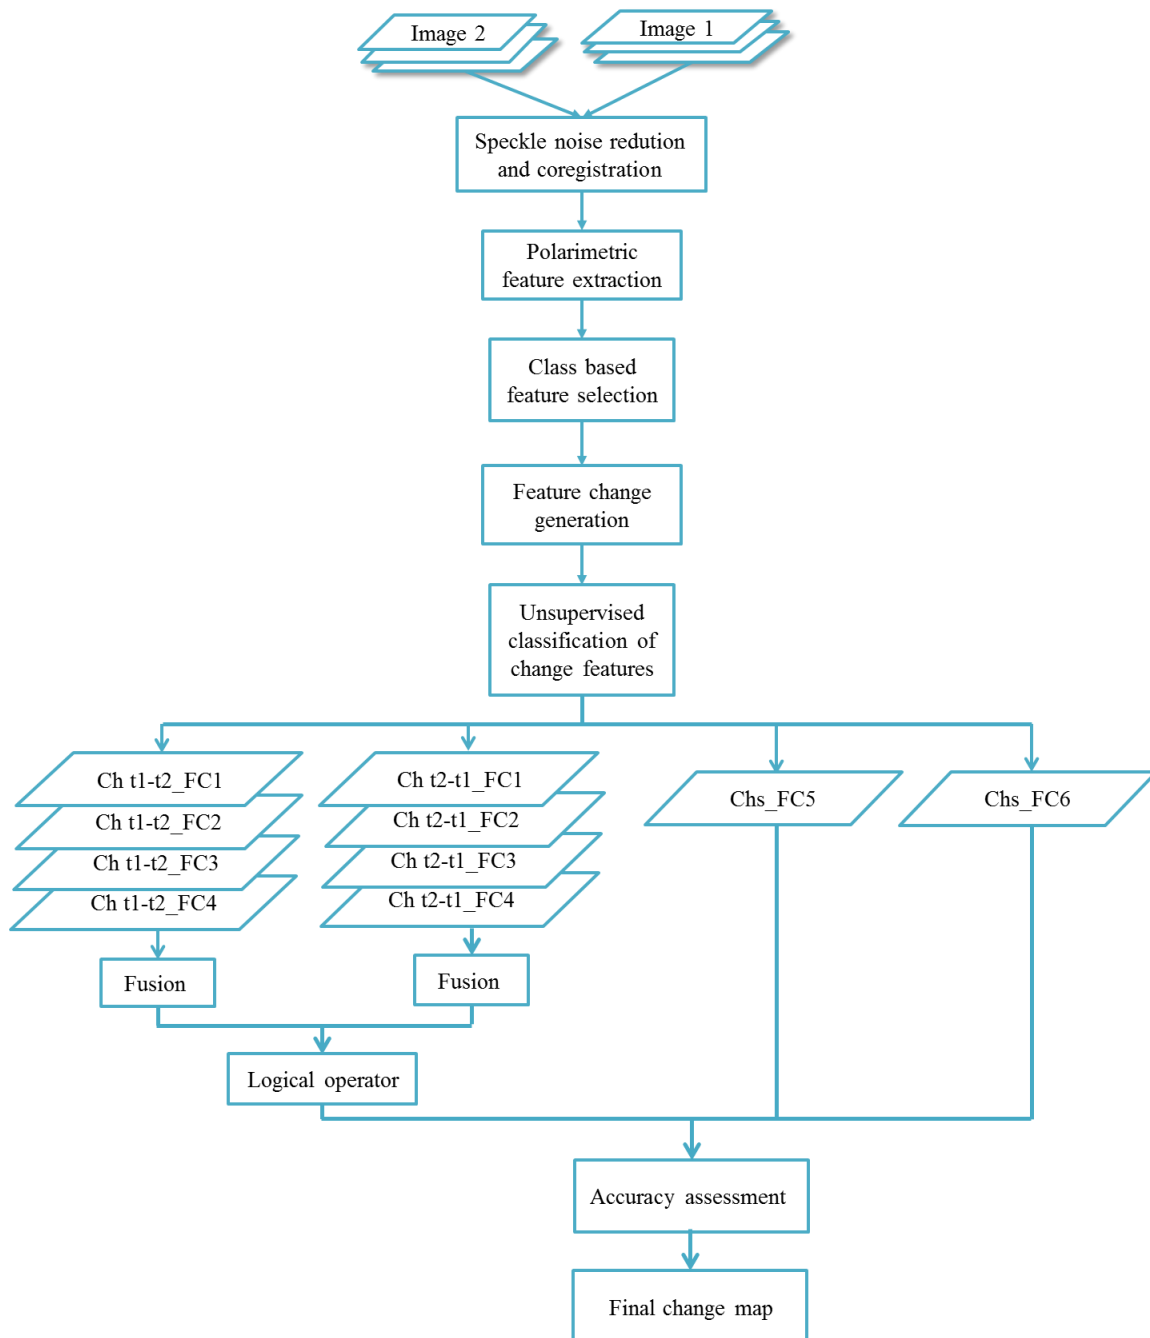 Image 2
Image 1
Speckle noise redution
and coregistration
Polarimetric
feature extraction
Class based
feature selection
Feature change
generation
Unsupervised
classification of
change features
Ch t1-t2_FC1
Ch t1-t2_FC2
Ch t1-t2_FC3
Ch t1-t2_FC4
Ch t2-t1_FC1
Ch t2-t1_FC2
Ch t2-t1_FC3
Ch t2-t1_FC4
Chs_FC5
Chs_FC6
Fusion
Fusion
Logical operator
Accuracy assessment
Final change map